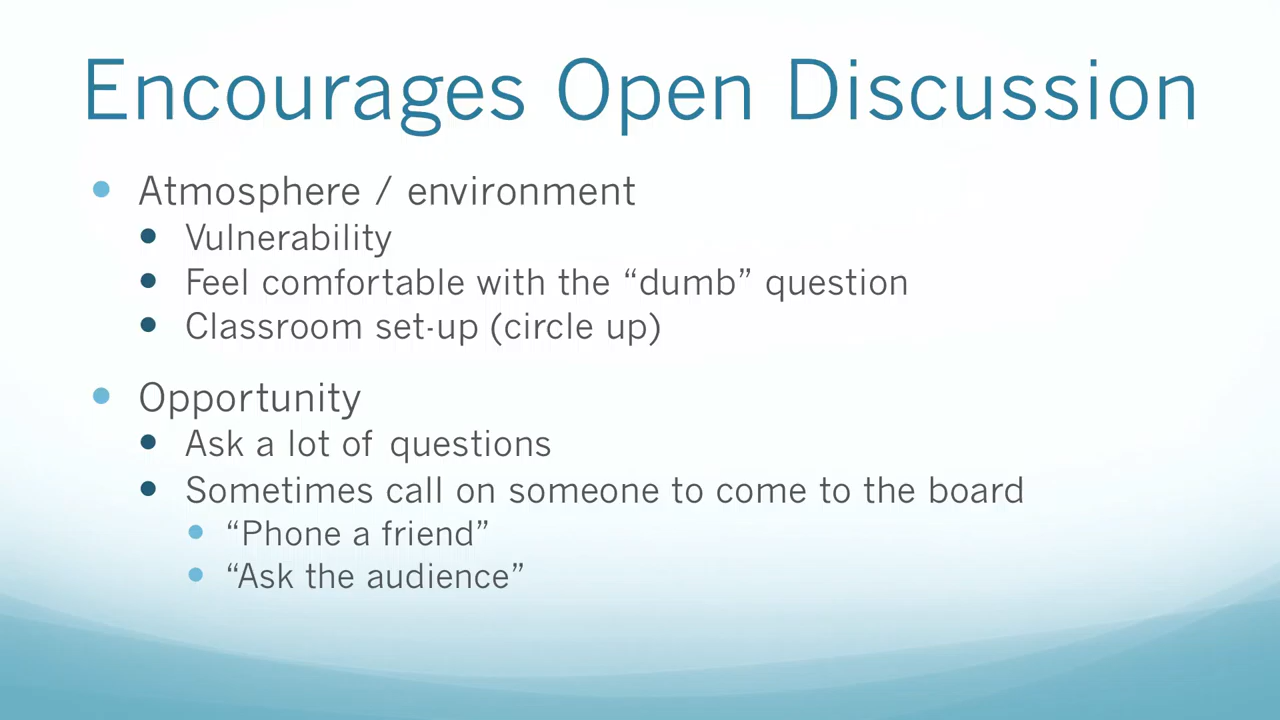 Encourages Open Discussion
Atmosphere / environment
Vulnerability
Feel comfortable with the “dumb” question
Classroom set-up (circle up)
Opportunity
Ask a lot of questions
Sometimes call on someone to come to the board
“Phone a friend”
“Ask the audience”